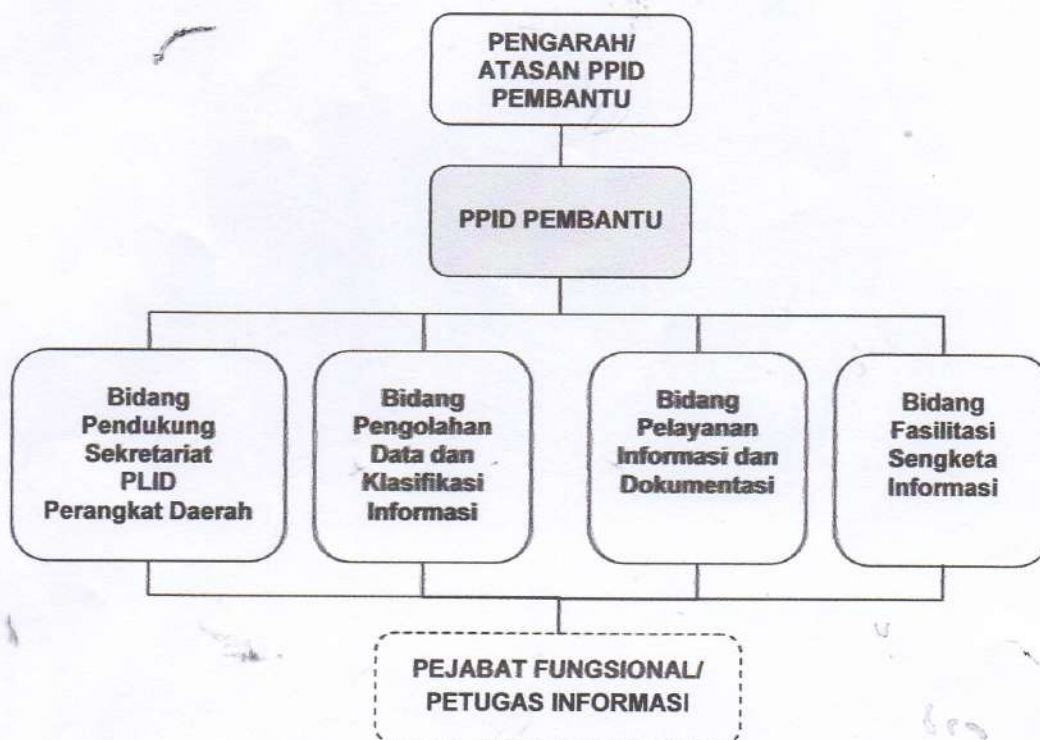 PENGARAH/
ATASAN PPID
PEMBANTU
PPID PEMBANTU
Bidang
Pendukung
Sekretariat
PLID
Perangkat Daerah
Bidang
Pengolahan
Data dan
Klasifikasi
Informasi
Bidang
Pelayanan
Informasi dan
Dokumentasi
Bidang
Fasilitasi
Sengketa
Informasi
PEJABAT FUNGSIONAL/
PETUGAS INFORMASI